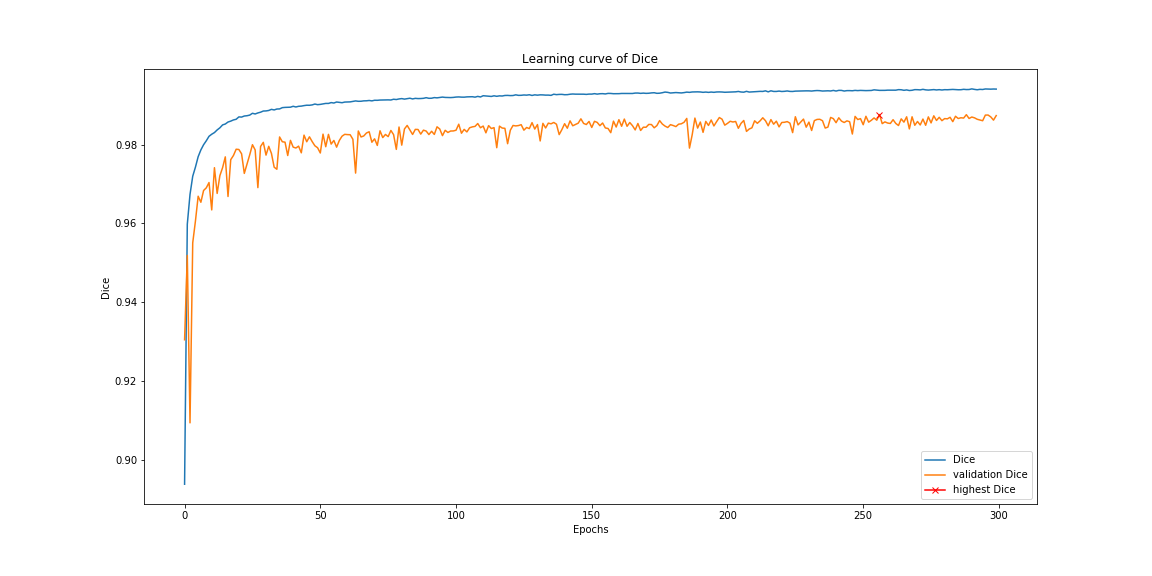 Learning curve of Dice
Dice
0.98
0.96
0.94
0.92
0.90
0
50
100
150
200
250
300
Epochs
Dice
validation Dice
highest Dice